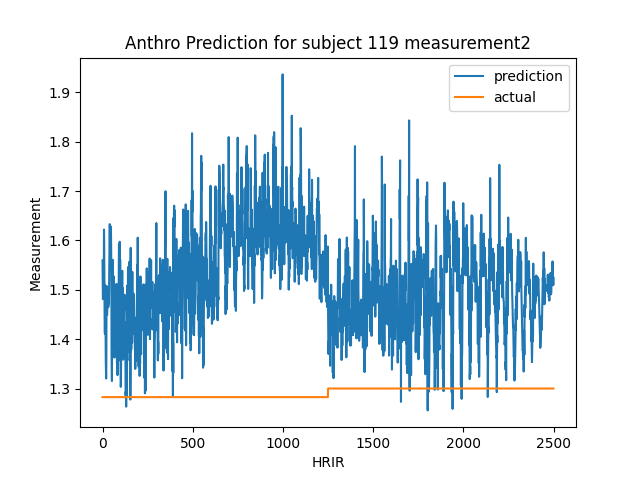 Anthro Prediction for subject 119 measurement2
prediction
actual
1.9
1.8
1.7
1.6
1.5
1.4
1.3
Measurement
0
500
1000
1500
2000
2500
HRIR